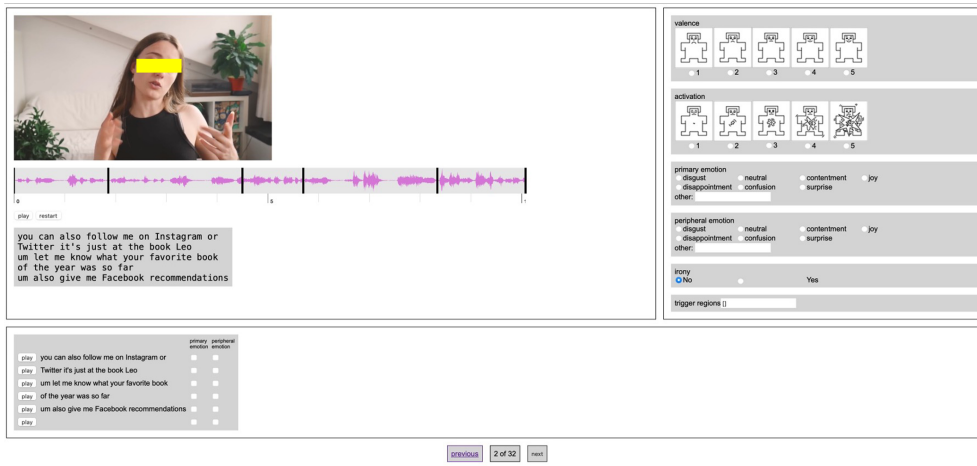 0
5
1
play restart
you can also follow me on Instagram or
Twitter it's just at the book Leo
um let me know what your favorite book
of the year was so far
um also give me Facebook recommendations
valence
1 2 3 4 5
activation
1 2 3 4 5
primary emotion
disgust neutral contentment joy
disappointment confusion surprise
other:
peripheral emotion
disgust neutral contentment joy
disappointment confusion surprise
other:
irony
No Yes
trigger regions []
primary peripheral
emotion emotion
play you can also follow me on Instagram or
play Twitter it's just at the book Leo
play um let me know what your favorite book
play of the year was so far
play um also give me Facebook recommendations
play
previous 2 of 32 next